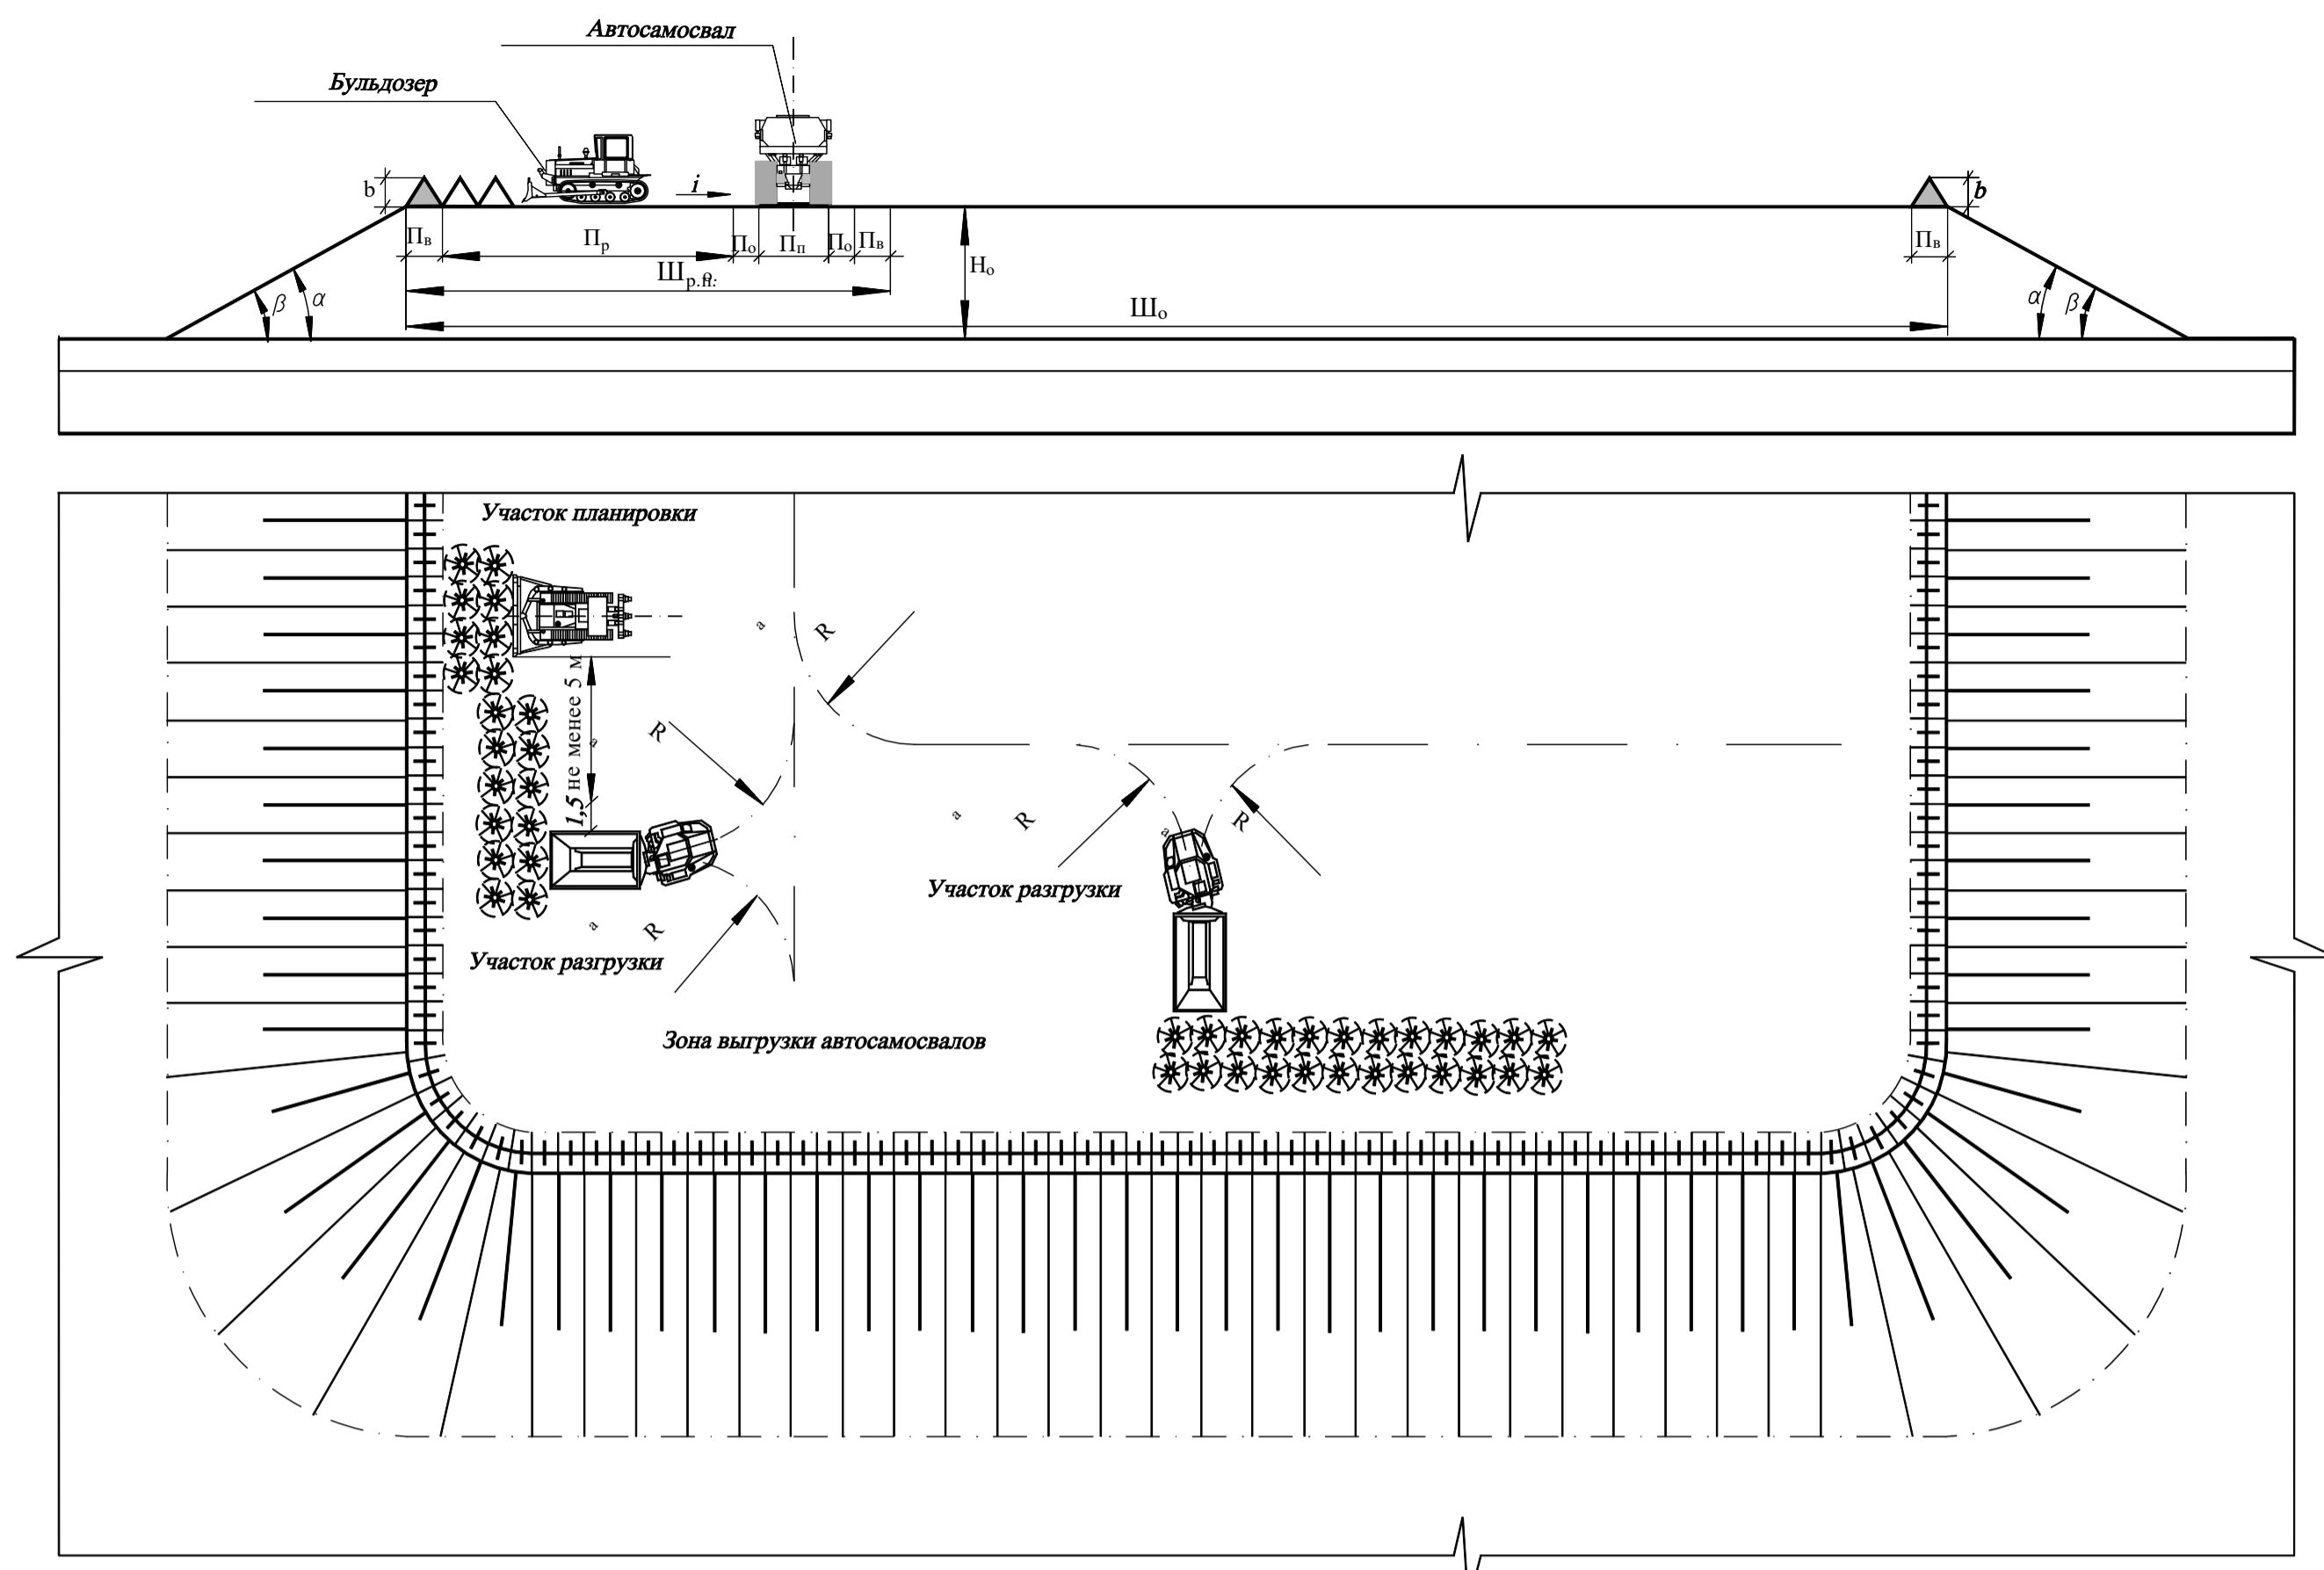 Автосамосвал
Бульдозер
b
i
b
Пв
Пр
По
Пп
По
Пв
Пв
Шр.п.о:
Но
Шо
β
α
α
β
Участок планировки
а
R
R
1,5 не менее 5 м
а
а
R
а
R
Участок разгрузки
а
R
Участок разгрузки
Зона выгрузки автосамосвалов